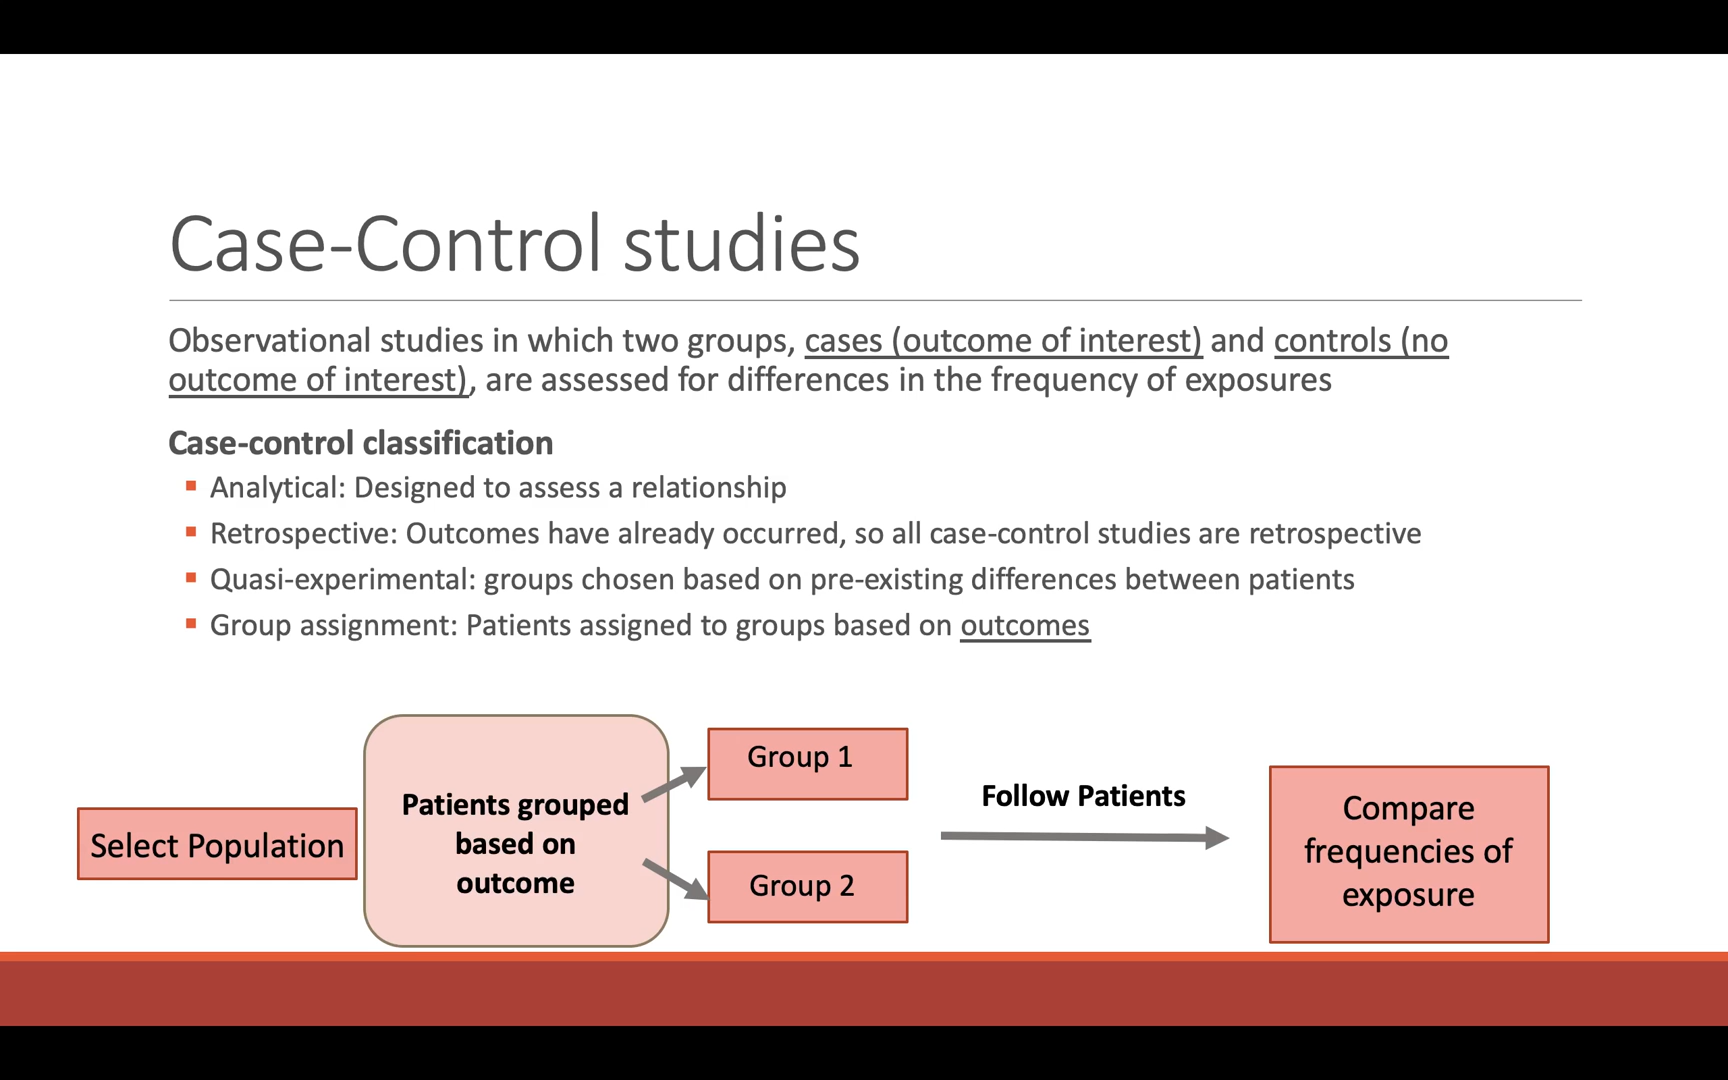 Case-Control studies
Observational studies in which two groups, cases (outcome of interest) and controls (no
outcome of interest), are assessed for differences in the frequency of exposures
Case-control classification
Analytical: Designed to assess a relationship
Retrospective: Outcomes have already occurred, so all case-control studies are retrospective
Quasi-experimental: groups chosen based on pre-existing differences between patients
Group assignment: Patients assigned to groups based on outcomes
Select Population
Patients grouped
based on
outcome
Group 1
Group 2
Follow Patients
Compare
frequencies of
exposure